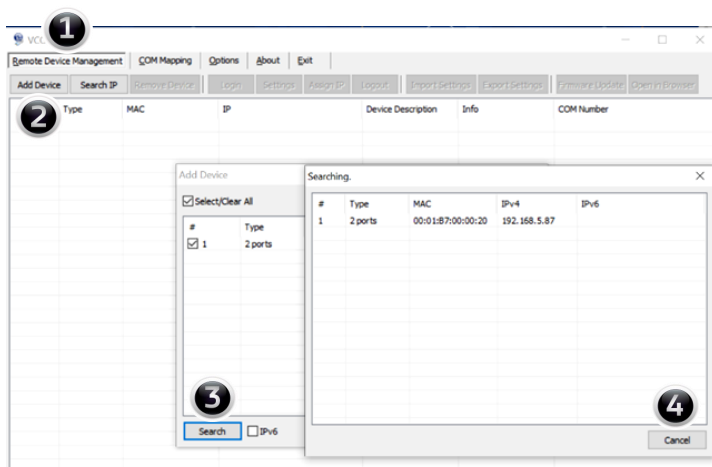 1
VCC
Remote Device Management COM Mapping Options About Exit
Add Device Search IP Remove Device Login Settings Assign IP Logout Import Settings Export Settings Firmware Update Open in Browser
2
Type MAC IP Device Description Info COM Number
Add Device
Searching.
Select/Clear All
# Type
1 2 ports
# Type MAC IPv4 IPv6
1 2 ports 00:01:B7:00:00:20 192.168.5.87
3
4
Search IPv6
Cancel